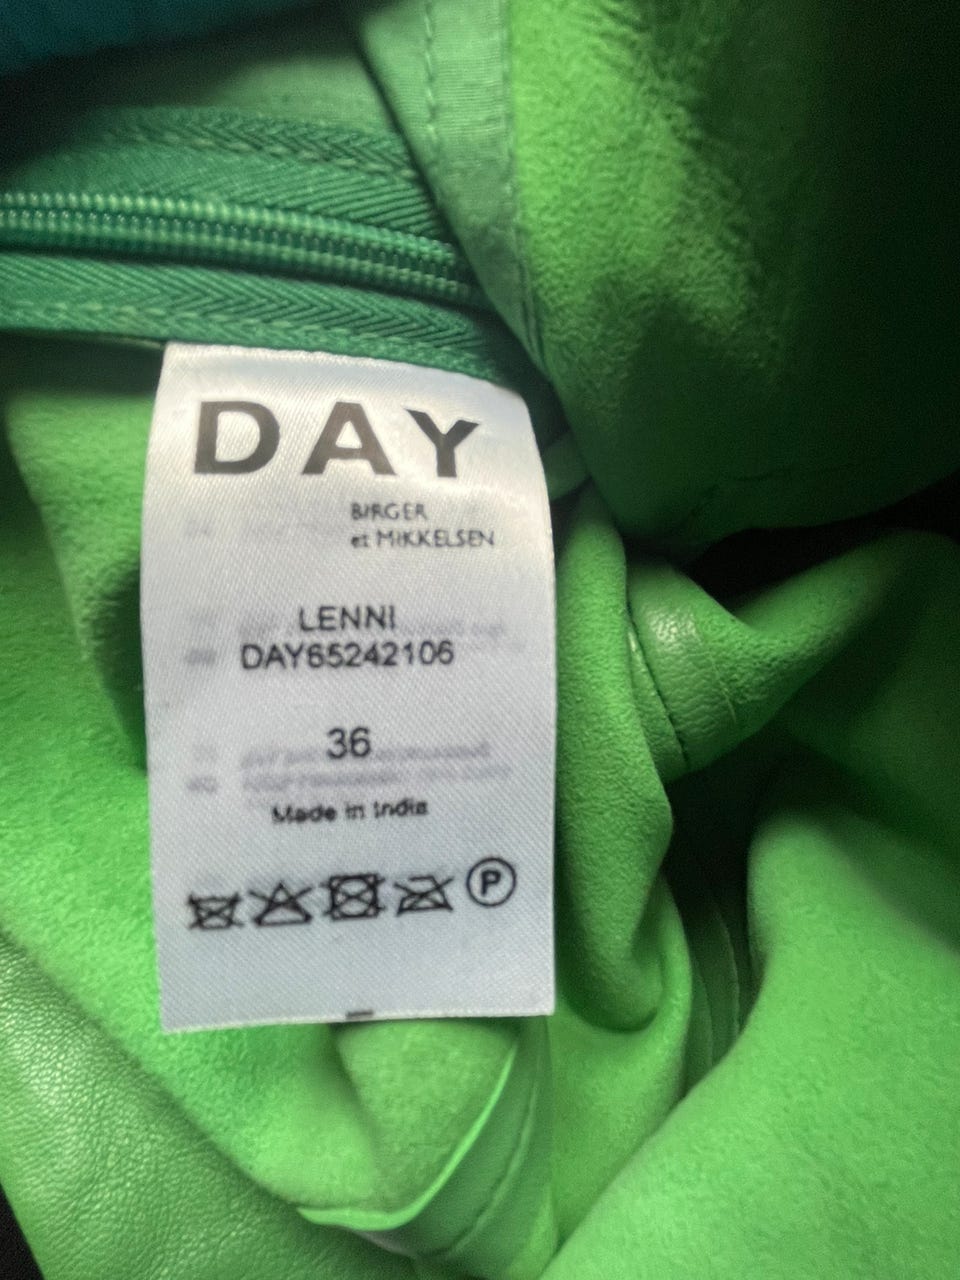 DAY
BIRGER
et MIKKELSEN
LENNI
DAY65242106
36
Made in India
P